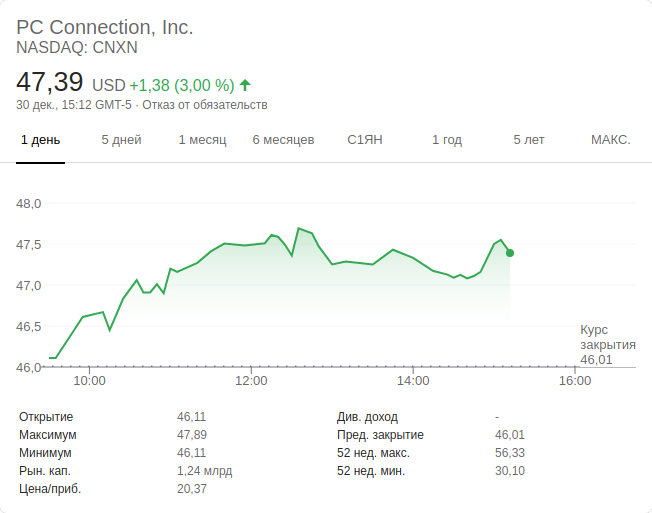 PC Connection, Inc.
NASDAQ: CNXN
47,39 USD +1,38 (3,00 %)
30 дек., 15:12 GMT-5 · Отказ от обязательств
1 день 5 дней 1 месяц 6 месяцев С1ЯН 1 год 5 лет МАКС.
48,0
47,5
47,0
46,5
46,0
Курс
закрытия
46,01
10:00 12:00 14:00 16:00
Открытие 46,11 Див. доход -
Максимум 47,89 Пред. закрытие 46,01
Минимум 46,11 52 нед. макс. 56,33
Рын. кап. 1,24 млрд 52 нед. мин. 30,10
Цена/приб. 20,37